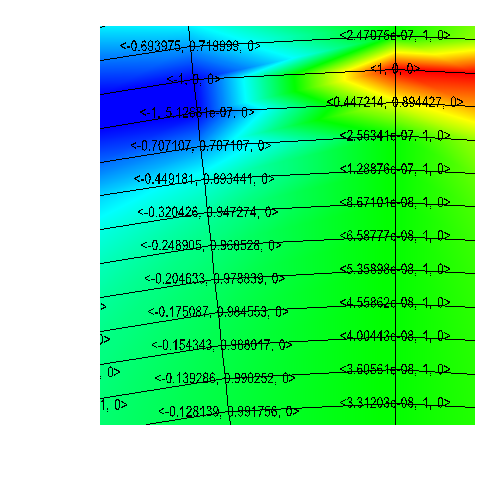 <2.47076e-07, 1, 0>
<-0.693975, 0.719999, 0>
<1, 0, 0>
<-1, 0, 0>
<0.447214, 0.894427, 0>
<-0.707107, 0.707107, 0>
<2.56341e-07, 1, 0>
<1.28876e-07, 1, 0>
<-0.449181, 0.893441, 0>
<8.67101e-08, 1, 0>
<-0.320426, 0.947274, 0>
<6.58777e-08, 1, 0>
<-0.248905, 0.968528, 0>
<5.35898e-08, 1, 0>
<-0.204633, 0.978839, 0>
<4.55862e-08, 1, 0>
<-0.175087, 0.984553, 0>
<4.00443e-08, 1, 0>
<-0.154343, 0.988017, 0>
<3.60561e-08, 1, 0>
, 0>
<-0.139286, 0.990252, 0>
<3.31203e-08, 1, 0>
1, 0>
<-0.128139, 0.991756, 0>